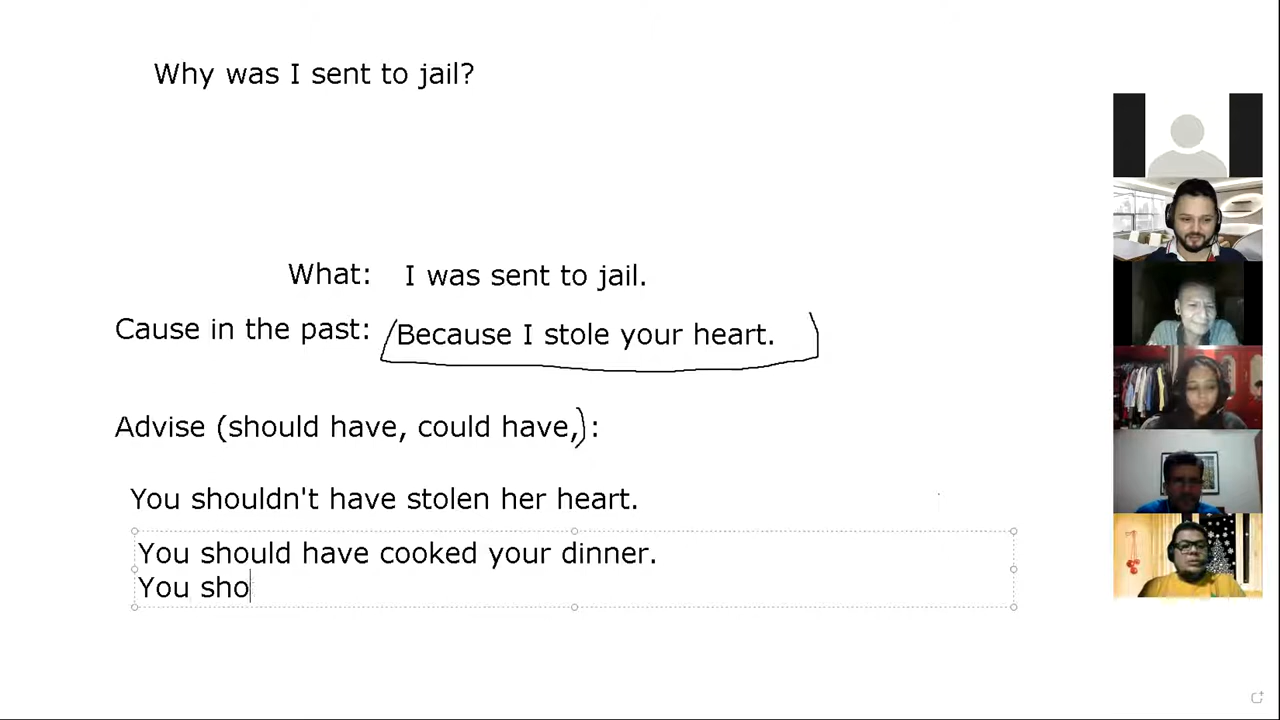 Why was I sent to jail?
What: I was sent to jail.
Cause in the past: Because I stole your heart.
Advise (should have, could have,):
You shouldn't have stolen her heart.
You should have cooked your dinner.
You sho